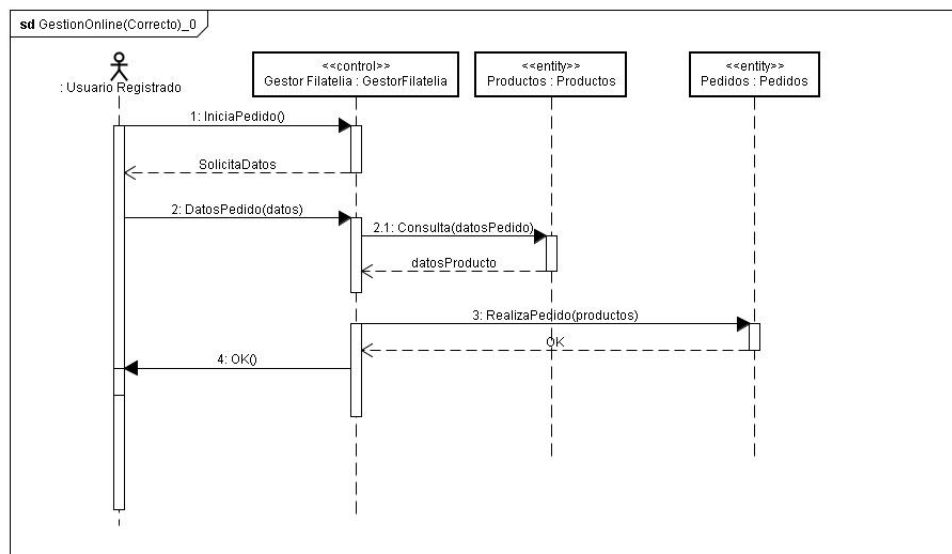 sd GestionOnline(Correcto)_0
: Usuario Registrado
<<control>>
Gestor Filatelia : GestorFilatelia
<<entity>>
Productos : Productos
<<entity>>
Pedidos : Pedidos
1: IniciaPedido()
SolicitaDatos
2: DatosPedido(datos)
2.1: Consulta(datosPedido)
datosProducto
3: RealizaPedido(productos)
OK
4: OK()